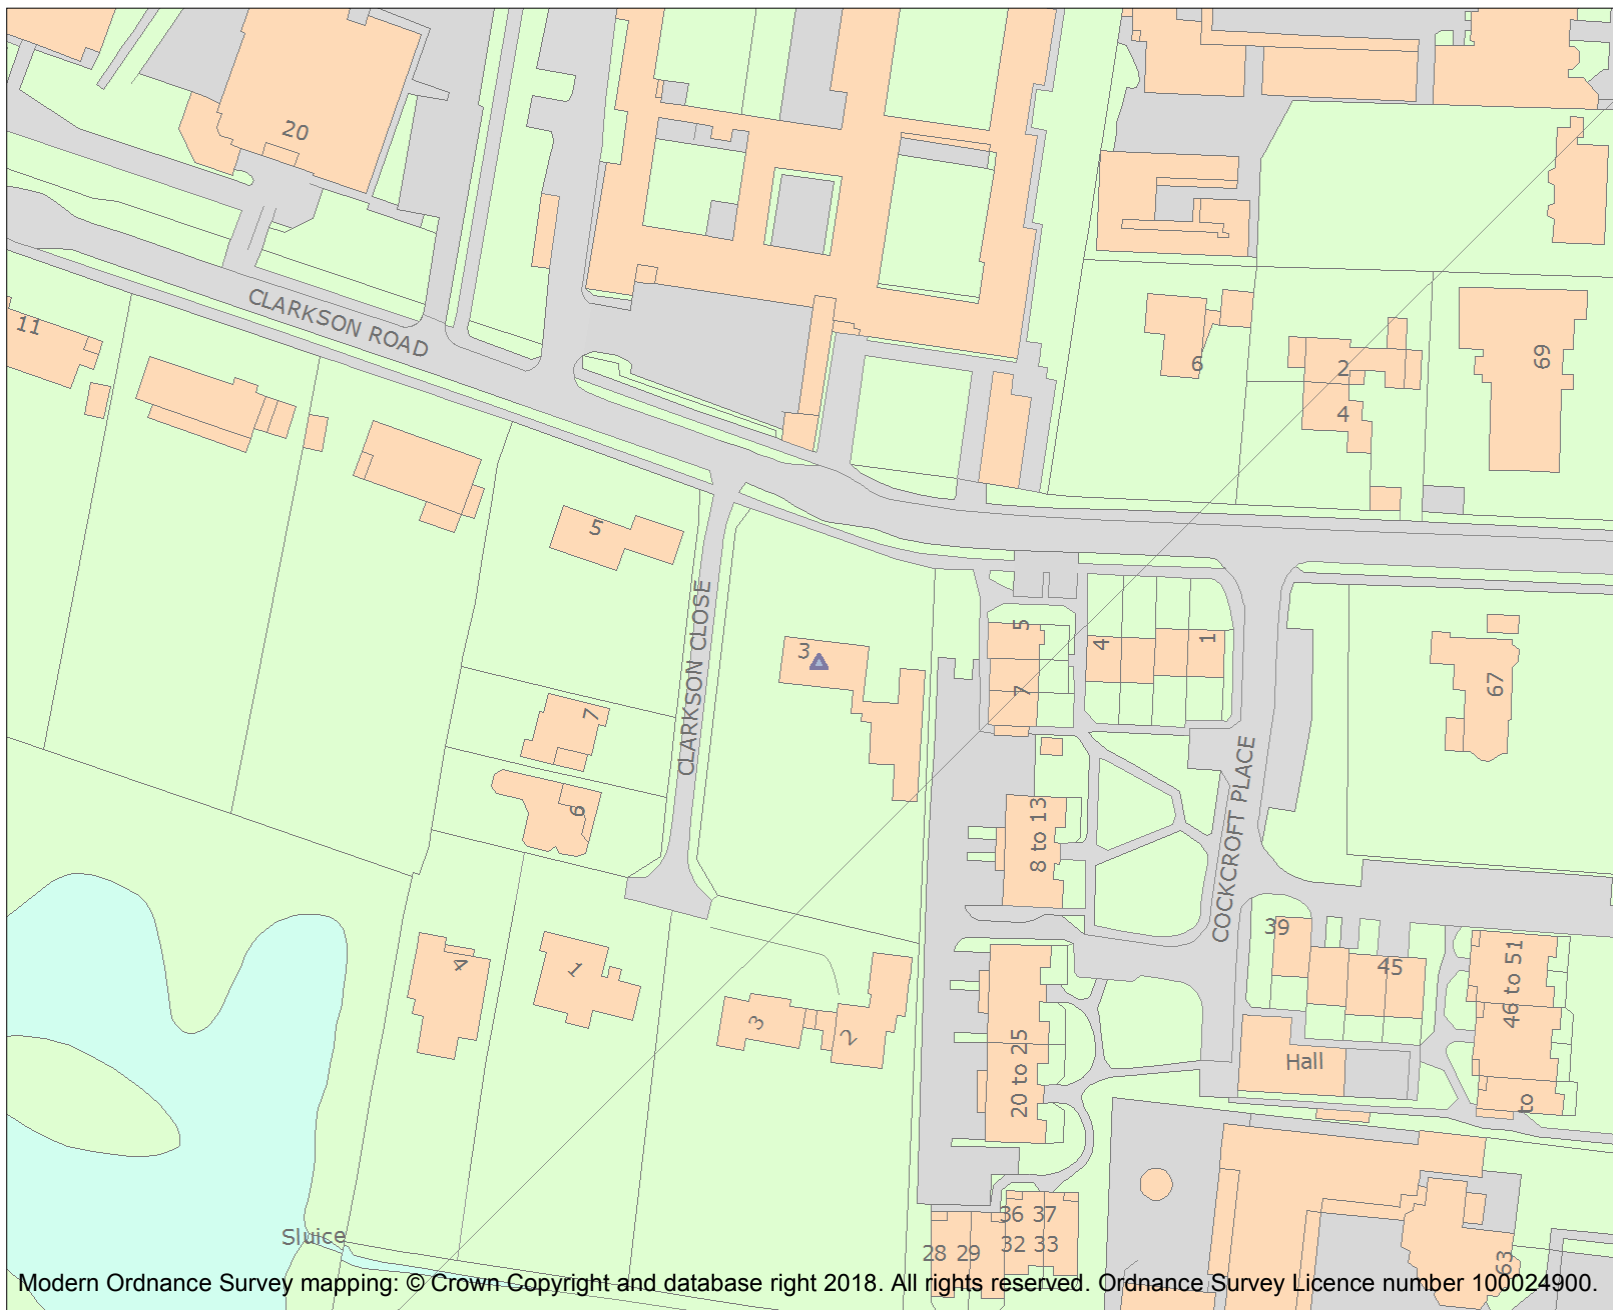 20
11
CLARKSON ROAD
6
2
4
69
5
CLARKSON CLOSE
3
5
7
4
1
67
7
6
8 to 13
COCKCROFT PLACE
39
45
46 to 51
4
1
3
2
20 to 25
Hall
to
Sluice
36 37
32 33
28 29
63
Modern Ordnance Survey mapping: © Crown Copyright and database right 2018. All rights reserved. Ordnance Survey Licence number 100024900.